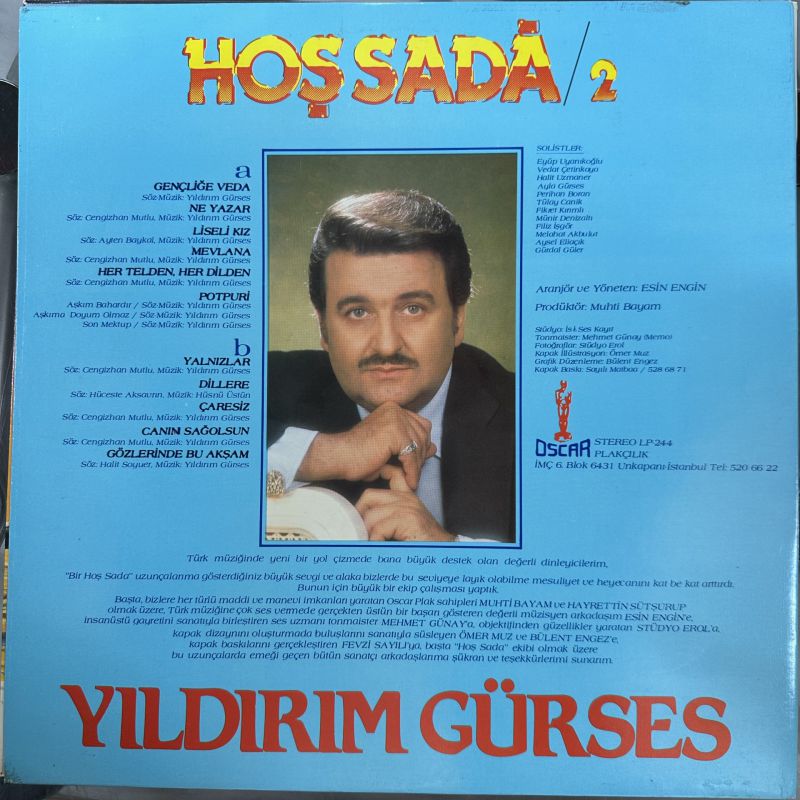 HOŞ SADÂ/2
a
GENÇLİĞE VEDA
Söz-Müzik: Yıldırım Gürses
NE YAZAR
Söz: Cengizhan Mutlu, Müzik: Yıldırım Gürses
LİSELİ KIZ
Söz: Ayten Baykal, Müzik: Yıldırım Gürses
MEVLANA
Söz: Cengizhan Mutlu, Müzik: Yıldırım Gürses
HER TELDEN, HER DİLDEN
Söz: Cengizhan Mutlu, Müzik: Yıldırım Gürses
POTPURİ
Aşkım Bahardır / Söz-Müzik: Yıldırım Gürses
Aşkıma Doyum Olmaz / Söz-Müzik: Yıldırım Gürses
Son Mektup / Söz-Müzik: Yıldırım Gürses
b
YALNIZLAR
Söz: Cengizhan Mutlu, Müzik: Yıldırım Gürses
DİLLERE
Söz: Hüceste Aksavrın, Müzik: Hüsnü Üstün
ÇARESİZ
Söz: Cengizhan Mutlu, Müzik: Yıldırım Gürses
CANIN SAĞOLSUN
Söz: Cengizhan Mutlu, Müzik: Yıldırım Gürses
GÖZLERİNDE BU AKŞAM
Söz: Halit Soyuer, Müzik: Yıldırım Gürses
SOLİSTLER:
Eyüp Uyanıkoğlu
Vedat Çetinkaya
Halit Uzmaner
Ayla Gürses
Perihan Boran
Tülay Canik
Fikret Kırımlı
Münir Denizaltı
Filiz İşgör
Melahat Akbulut
Aysel Ellaçık
Gürdal Güler
Aranjör ve Yöneten: ESİN ENGİN
Prodüktör: Muhti Bayam
Stüdyo: İst. Ses Kayıt
Tonmaister: Mehmet Günay (Memo)
Fotoğraflar: Stüdyo Erol
Kapak İllüstrasyon: Ömer Muz
Grafik Düzenleme: Bülent Engez
Kapak Baskı: Sayılı Matbaa / 528 68 71
OSCAR STEREO LP-244
PLAKÇILIK
İMÇ 6. Blok 6431 Unkapanı-İstanbul Tel: 520 66 22
Türk müziğinde yeni bir yol çizmede bana büyük destek olan değerli dinleyicilerim,
"Bir Hoş Sada" uzunçalanma gösterdiğiniz büyük sevgi ve alaka bizlerde bu seviyeye layık olabilme mesuliyet ve heyecanını kat be kat arttırdı.
Bunun için büyük bir ekip çalışması yaptık.
Başta, bizlere her türlü maddi ve manevi imkanları yaratan Oscar Plak sahipleri MUHTİ BAYAM ve HAYRETTİN SÜTŞURUP
olmak üzere, Türk müziğine çok ses vermede gerçekten üstün bir başarı gösteren değerli müzisyen arkadaşım ESİN ENGİN'e,
insanüstü gayretini sanatıyla birleştiren ses uzmanı tonmaister MEHMET GÜNAY'a, objektifinden güzellikler yaratan STÜDYO EROL'a,
kapak dizaynını oluşturmada buluşlarını sanatıyla süsleyen ÖMER MUZ ve BÜLENT ENGEZ'e,
kapak baskılarını gerçekleştiren FEVZİ SAYILI'ya, başta "Hoş Sada" ekibi olmak üzere
bu uzunçalarda emeği geçen bütün sanatçı arkadaşlarıma şükran ve teşekkürlerimi sunarım.
YILDIRIM GÜRSES